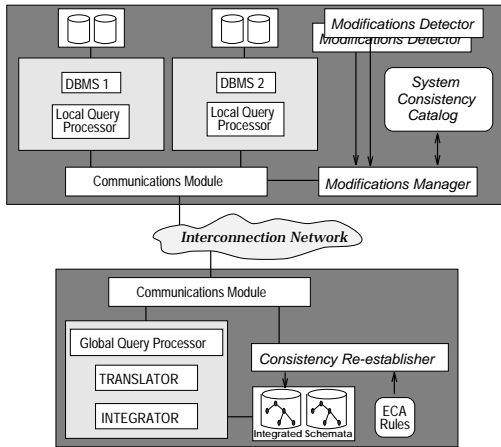 Modifications Detector
Modifications Detector
DBMS 1
DBMS 2
System
Consistency
Catalog
Local Query
Processor
Local Query
Processor
Communications Module
Modifications Manager
Interconnection Network
Communications Module
Global Query Processor
Consistency Re-establisher
TRANSLATOR
INTEGRATOR
ECA
Rules
Integrated Schemata